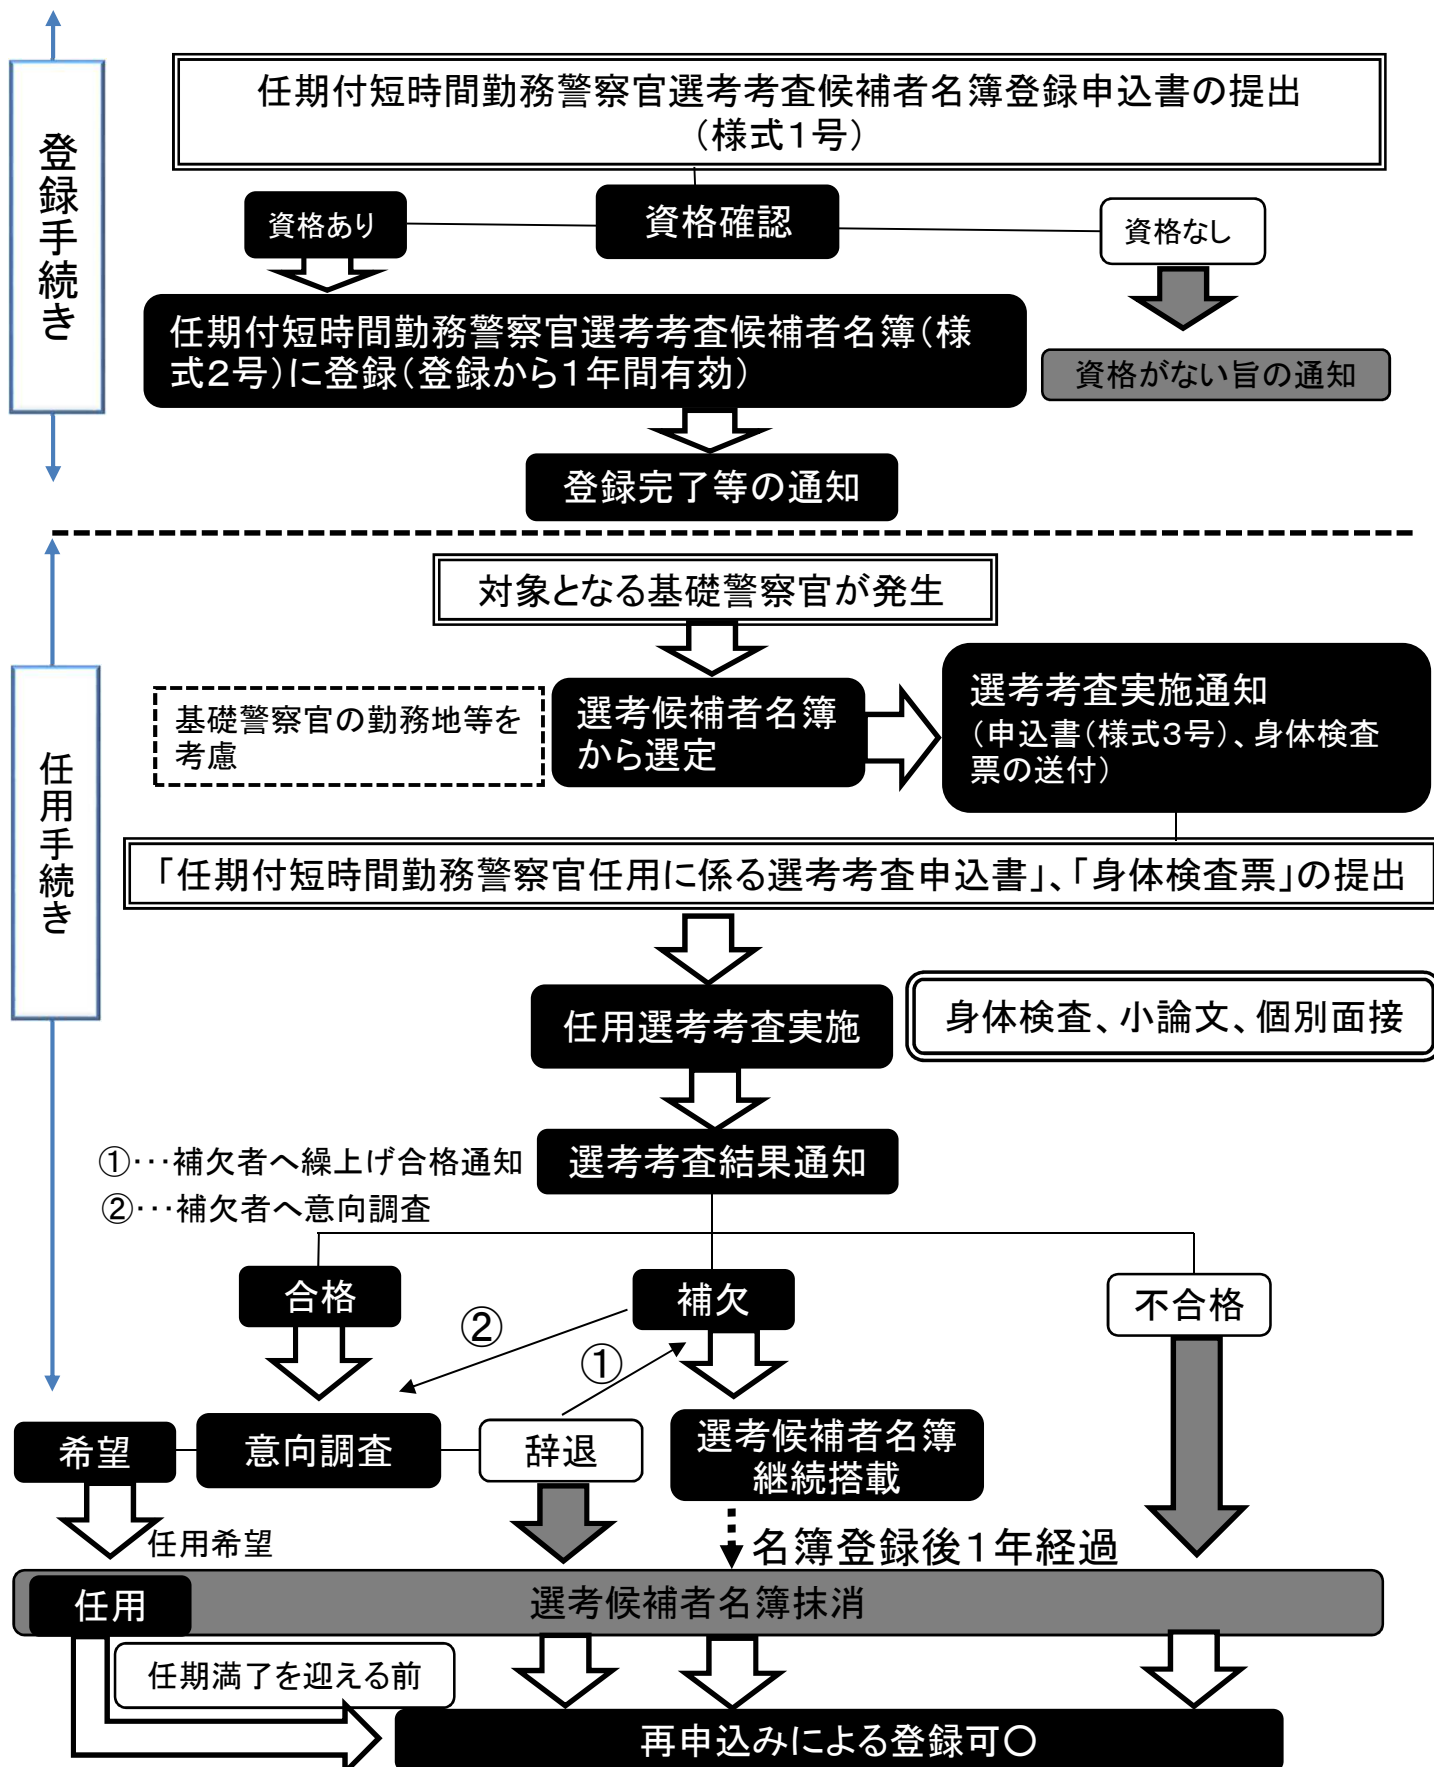 登録手続き
任期付短時間勤務警察官選考考査候補者名簿登録申込書の提出
（様式１号）
資格あり
資格確認
資格なし
任期付短時間勤務警察官選考考査候補者名簿（様
式２号）に登録（登録から１年間有効）
資格がない旨の通知
登録完了等の通知
任用手続き
対象となる基礎警察官が発生
基礎警察官の勤務地等を
考慮
選考候補者名簿
から選定
選考考査実施通知
（申込書（様式３号）、身体検査
票の送付）
「任期付短時間勤務警察官任用に係る選考考査申込書」、「身体検査票」の提出
任用選考考査実施
身体検査、小論文、個別面接
①･･･補欠者へ繰上げ合格通知
②･･･補欠者へ意向調査
選考考査結果通知
合格
補欠
不合格
②
①
希望
意向調査
辞退
選考候補者名簿
継続搭載
任用希望
名簿登録後１年経過
任用
選考候補者名簿抹消
任期満了を迎える前
再申込みによる登録可○